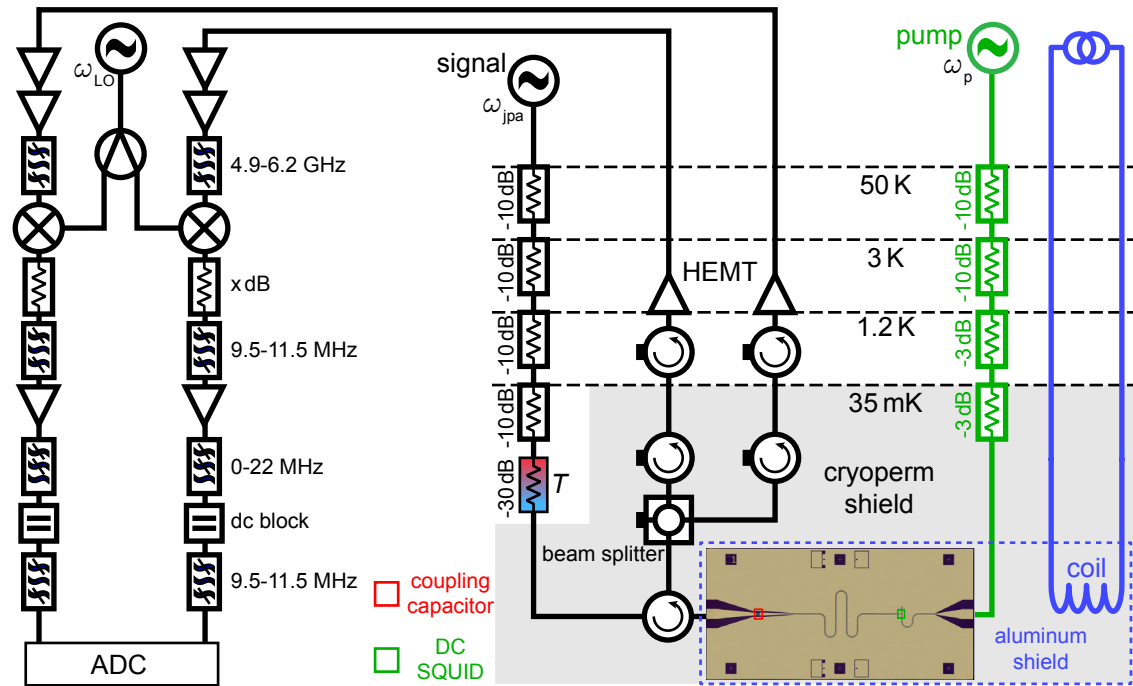 ω_LO
signal
ω_jpa
pump
ω_p
4.9-6.2 GHz
-10 dB
50 K
-10 dB
-10 dB
HEMT
3 K
-10 dB
x dB
9.5-11.5 MHz
-10 dB
1.2 K
-3 dB
-10 dB
35 mK
-3 dB
0-22 MHz
-30 dB
T
cryoperm
shield
dc block
beam splitter
9.5-11.5 MHz
coupling
capacitor
coil
DC
SQUID
aluminum
shield
ADC
1